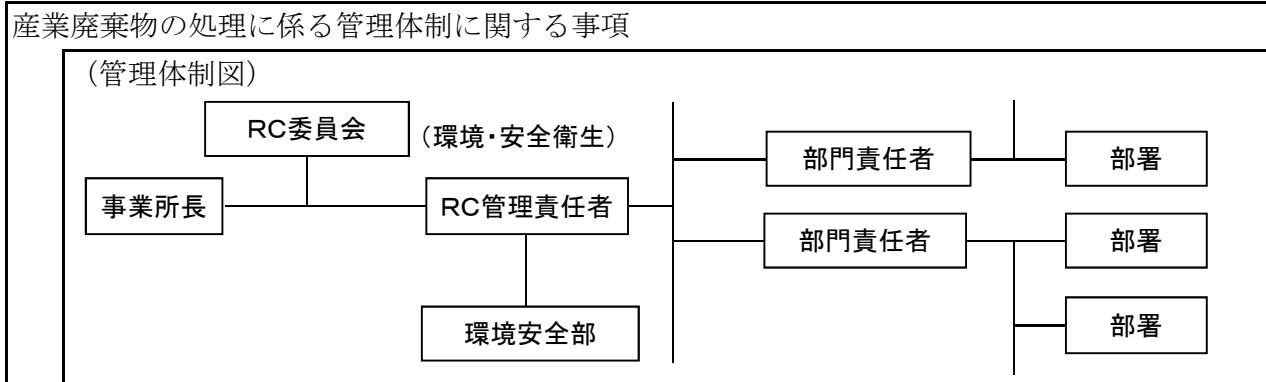 産業廃棄物の処理に係る管理体制に関する事項
（管理体制図）
RC委員会
（環境・安全衛生）
事業所長
RC管理責任者
環境安全部
部門責任者
部署
部門責任者
部署
部署